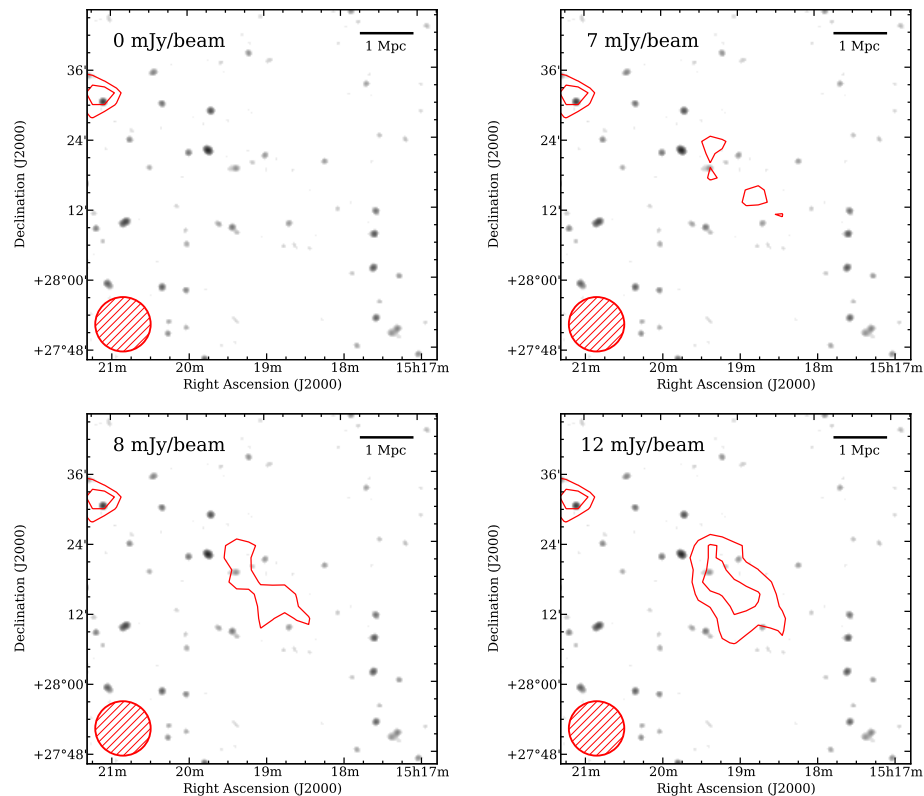 0 mJy/beam
1 Mpc
36'
24'
12'
+28°00'
+27°48'
21m 20m 19m 18m 15h17m
Right Ascension (J2000)
Declination (J2000)
7 mJy/beam
1 Mpc
36'
24'
12'
+28°00'
+27°48'
21m 20m 19m 18m 15h17m
Right Ascension (J2000)
Declination (J2000)
8 mJy/beam
1 Mpc
36'
24'
12'
+28°00'
+27°48'
21m 20m 19m 18m 15h17m
Right Ascension (J2000)
Declination (J2000)
12 mJy/beam
1 Mpc
36'
24'
12'
+28°00'
+27°48'
21m 20m 19m 18m 15h17m
Right Ascension (J2000)
Declination (J2000)